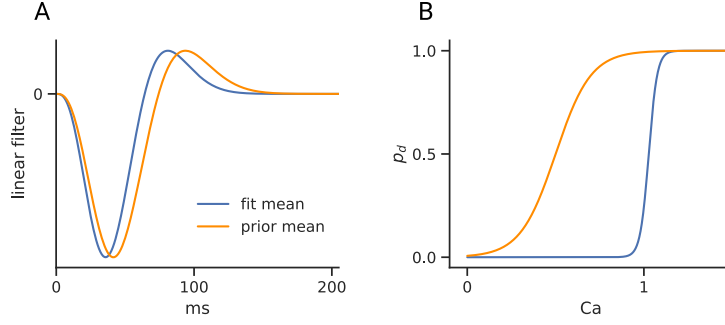 A
B
0
linear filter
fit mean
prior mean
0
100
200
ms
1.0
0.5
0.0
p_d
0
1
Ca